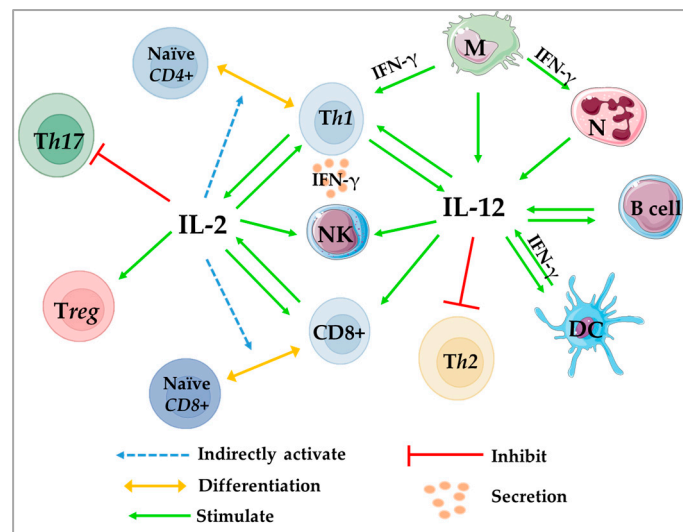 Naïve
CD4+
M
IFN-γ
IFN-γ
Th17
Th1
N
IFN-γ
IL-2
IL-12
B cell
NK
IFN-γ
Treg
CD8+
DC
Th2
Naïve
CD8+
Indirectly activate
Inhibit
Differentiation
Secretion
Stimulate